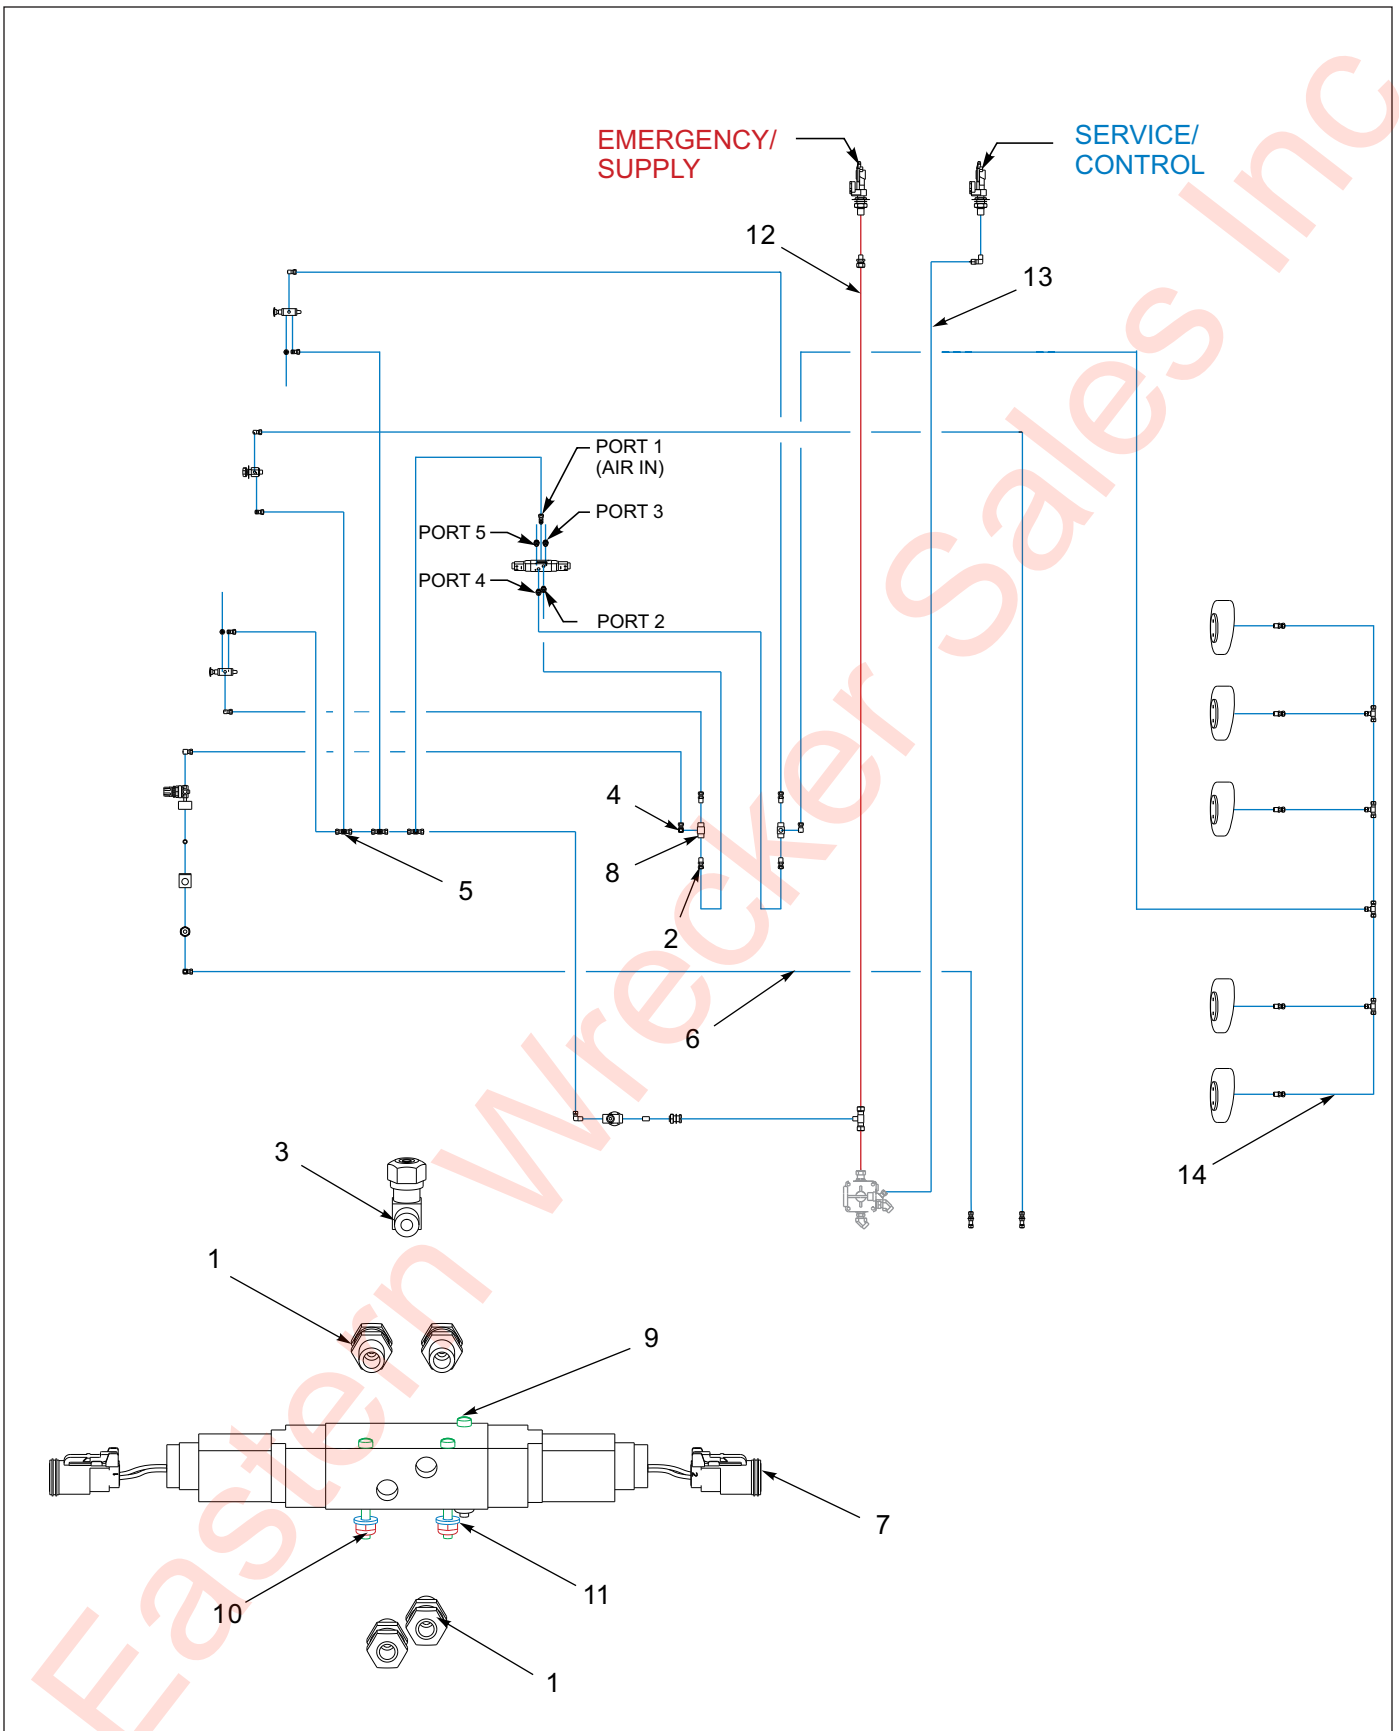 EMERGENCY/
SUPPLY
SERVICE/
CONTROL
12
13
PORT 1
(AIR IN)
PORT 5
PORT 3
PORT 4
PORT 2
4
8
5
2
6
14
3
1
9
7
10
11
1
Eastern Wrecker Sales Inc